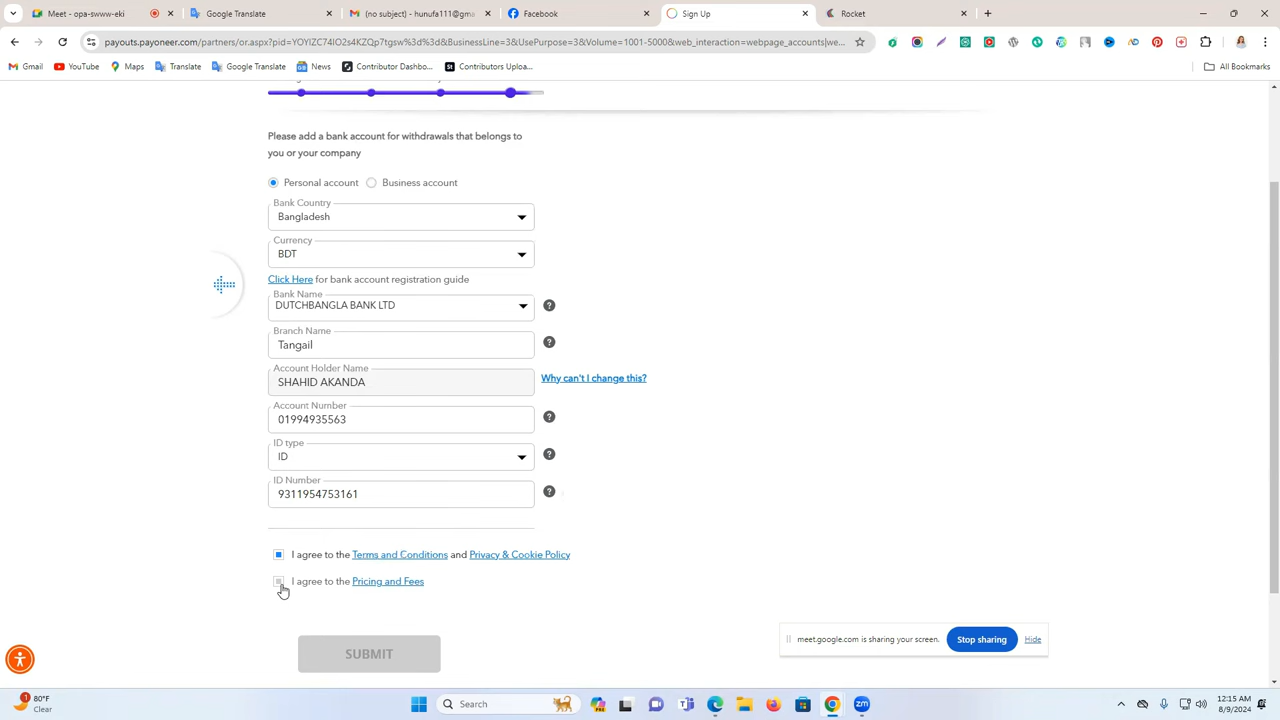 Meet - opwa-yyve-eki
Google Translate
(no subject) - 111@gma
Facebook
Sign Up
Rocket
payouts.payoneer.com/partners/or.aspx?pid=YOYIZC74IO2s4KZQp7tgsw%3d%3d&BusinessLine=3&UsePurpose=3&Volume=1001-5000&web_interaction=webpage_accounts|we...
Gmail
YouTube
Maps
Translate
Google Translate
News
Contributor Dashbo...
Contributors Uploa...
All Bookmarks
Please add a bank account for withdrawals that belongs to
you or your company
Personal account
Business account
Bank Country
Bangladesh
Currency
BDT
Click Here for bank account registration guide
Bank Name
DUTCHBANGLA BANK LTD
Branch Name
Tangail
Account Holder Name
SHAHID AKANDA
Why can't I change this?
Account Number
01994935563
ID type
ID
ID Number
9311954753161
I agree to the Terms and Conditions and Privacy & Cookie Policy
I agree to the Pricing and Fees
SUBMIT
meet.google.com is sharing your screen.
Stop sharing
Hide
80°F
Clear
Search
12:15 AM
8/9/2024